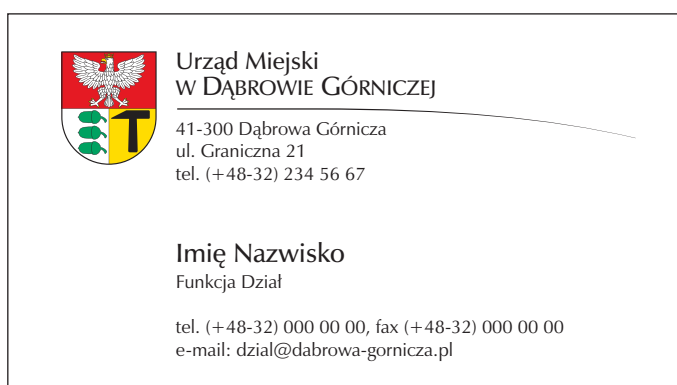 Urząd Miejski
W DĄBROWIE GÓRNICZEJ
41-300 Dąbrowa Górnicza
ul. Graniczna 21
tel. (+48-32) 234 56 67
Imię Nazwisko
Funkcja Dział
tel. (+48-32) 000 00 00, fax (+48-32) 000 00 00
e-mail: dzial@dabrowa-gornicza.pl